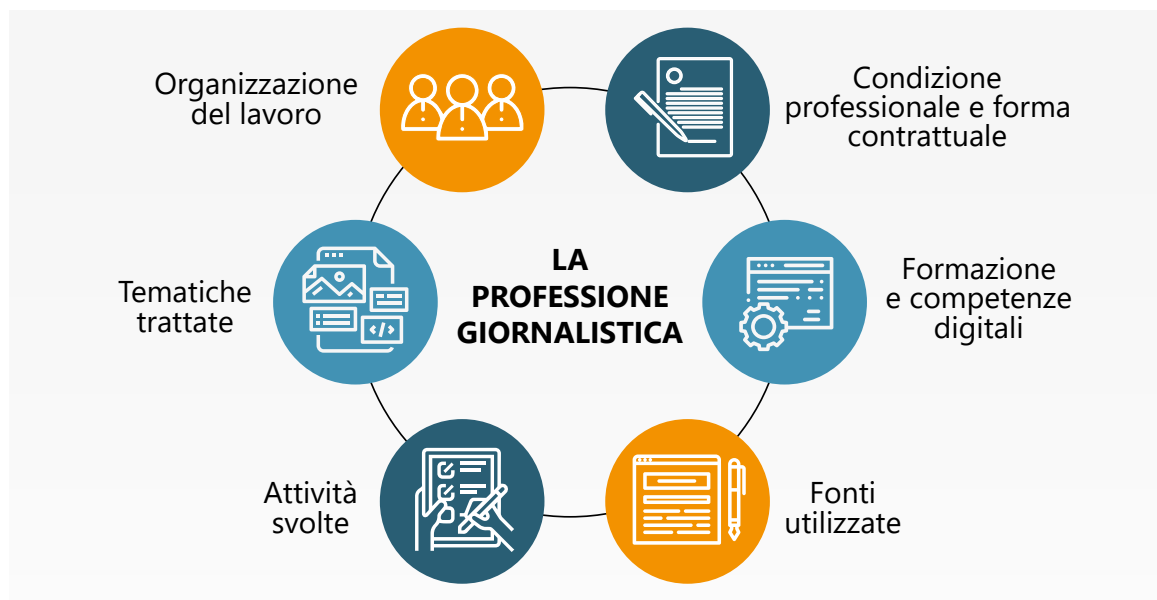 Organizzazione
del lavoro
Condizione
professionale e forma
contrattuale
Tematiche
trattate
LA
PROFESSIONE
GIORNALISTICA
Formazione
e competenze
digitali
Attività
svolte
Fonti
utilizzate